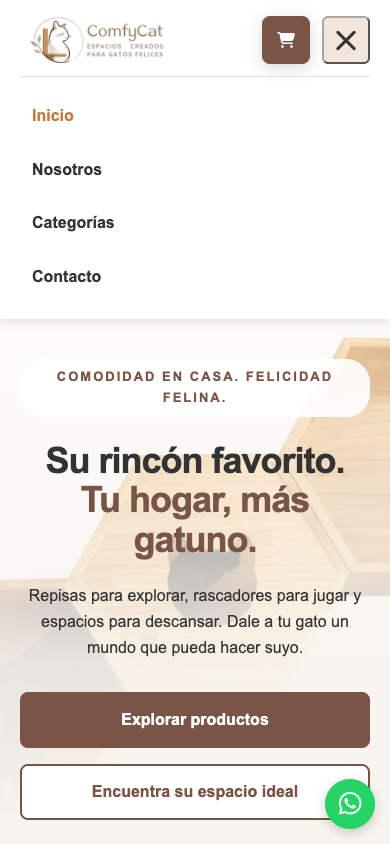 ComfyCat
ESPACIOS CREADOS
PARA GATOS FELICES
Inicio
Nosotros
Categorías
Contacto
COMODIDAD EN CASA. FELICIDAD
FELINA.
Su rincón favorito.
Tu hogar, más
gatuno.
Repisas para explorar, rascadores para jugar y
espacios para descansar. Dale a tu gato un
mundo que pueda hacer suyo.
Explorar productos
Encuentra su espacio ideal